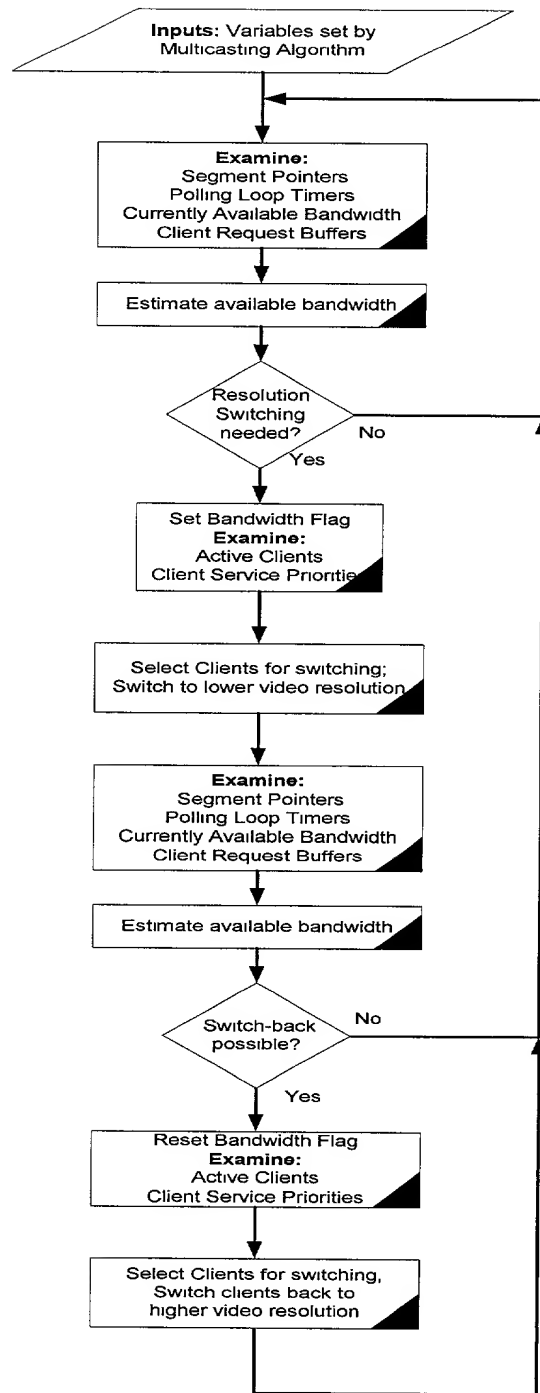 Inputs: Variables set by
Multicasting Algorithm
Examine:
Segment Pointers
Polling Loop Timers
Currently Available Bandwidth
Client Request Buffers
Estimate available bandwidth
Resolution
Switching
needed?
No
Yes
Set Bandwidth Flag
Examine:
Active Clients
Client Service Priorities
Select Clients for switching;
Switch to lower video resolution
Examine:
Segment Pointers
Polling Loop Timers
Currently Available Bandwidth
Client Request Buffers
Estimate available bandwidth
Switch-back
possible?
No
Yes
Reset Bandwidth Flag
Examine:
Active Clients
Client Service Priorities
Select Clients for switching,
Switch clients back to
higher video resolution